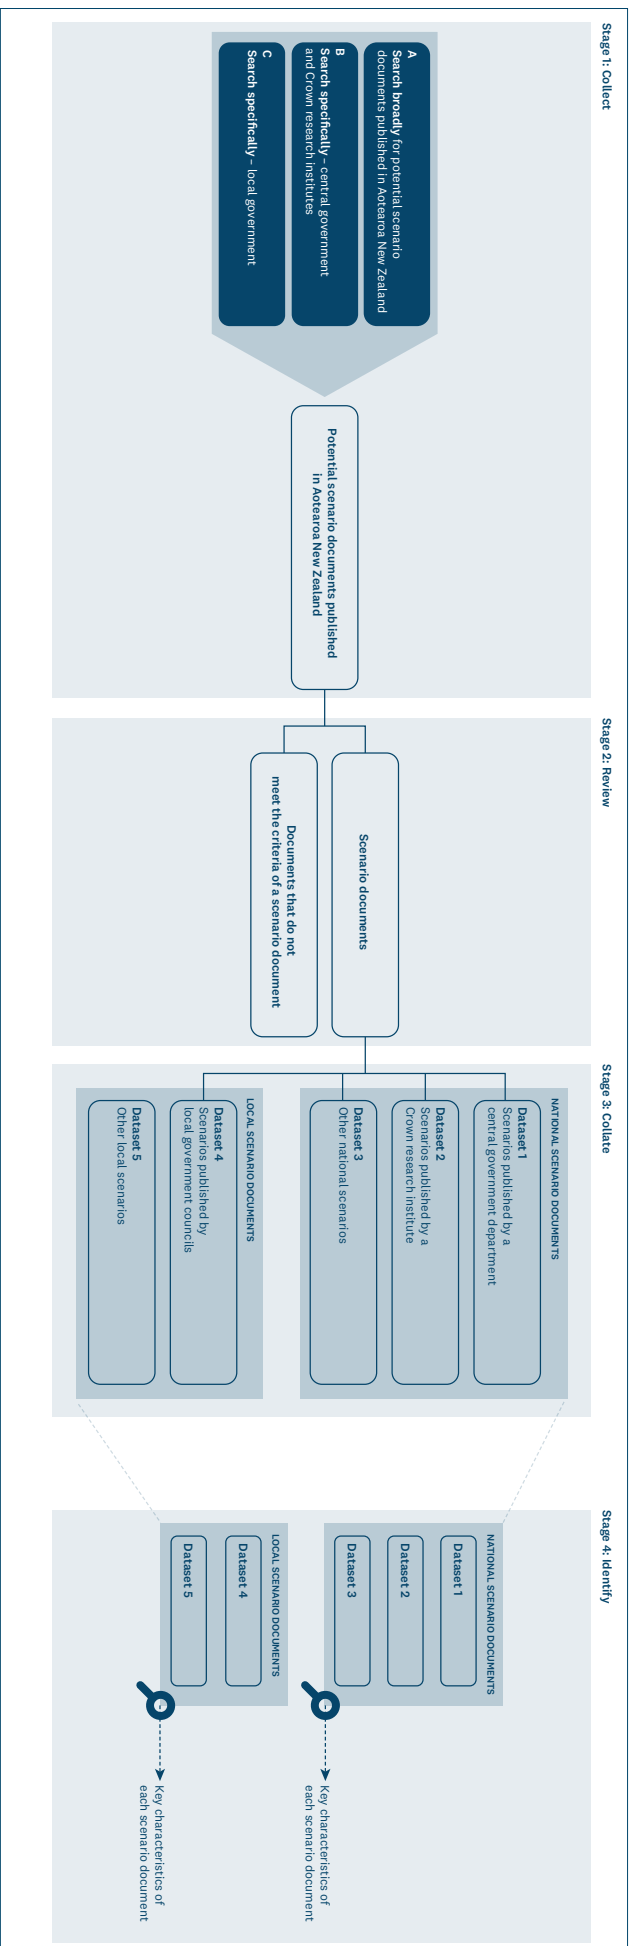 Stage 1: Collect
A
Search broadly for potential scenario
documents published in Aotearoa New Zealand
B
Search specifically – central government
and Crown research institutes
C
Search specifically – local government
Potential scenario documents published
in Aotearoa New Zealand
Stage 2: Review
Scenario documents
Documents that do not
meet the criteria of a scenario document
Stage 3: Collate
NATIONAL SCENARIO DOCUMENTS
Dataset 1
Scenarios published by a
central government department
Dataset 2
Scenarios published by a
Crown research institute
Dataset 3
Other national scenarios
LOCAL SCENARIO DOCUMENTS
Dataset 4
Scenarios published by
local government councils
Dataset 5
Other local scenarios
Stage 4: Identify
NATIONAL SCENARIO DOCUMENTS
Dataset 1
Dataset 2
Dataset 3
Key characteristics of
each scenario document
LOCAL SCENARIO DOCUMENTS
Dataset 4
Dataset 5
Key characteristics of
each scenario document